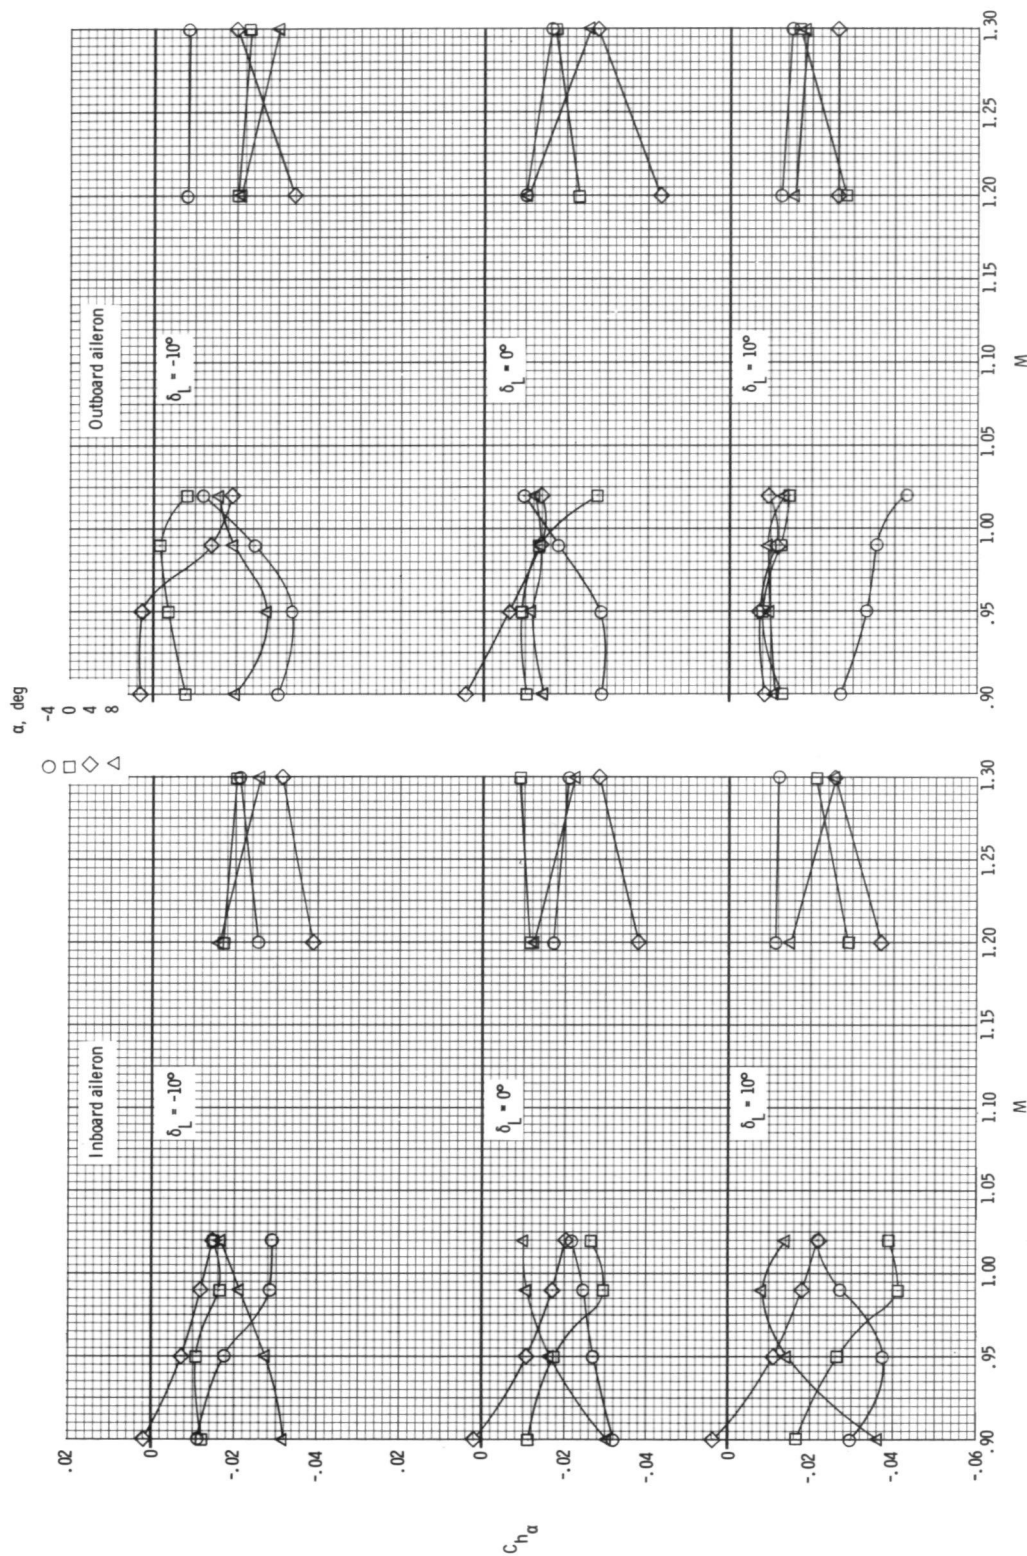 α, deg
-4
0
4
8
Inboard aileron
δL = -10°
δL = 0°
δL = 10°
.02
0
-.02
0
-.02
-.04
0
-.02
-.04
-.06
Chα
.90
.95
1.00
1.05
1.10
1.15
1.20
1.25
1.30
M
Outboard aileron
δL = -10°
δL = 0°
δL = 10°
.90
.95
1.00
1.05
1.10
1.15
1.20
1.25
1.30
M